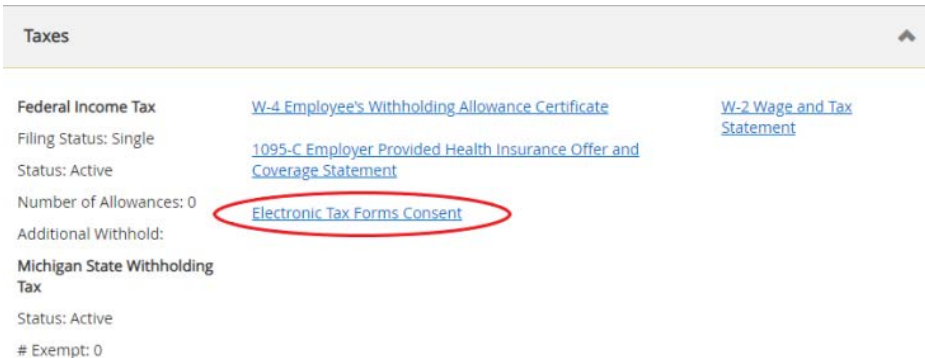 Taxes
Federal Income Tax
Filing Status: Single
Status: Active
Number of Allowances: 0
Additional Withhold:
Michigan State Withholding
Tax
Status: Active
# Exempt: 0
W-4 Employee's Withholding Allowance Certificate
1095-C Employer Provided Health Insurance Offer and
Coverage Statement
Electronic Tax Forms Consent
W-2 Wage and Tax
Statement